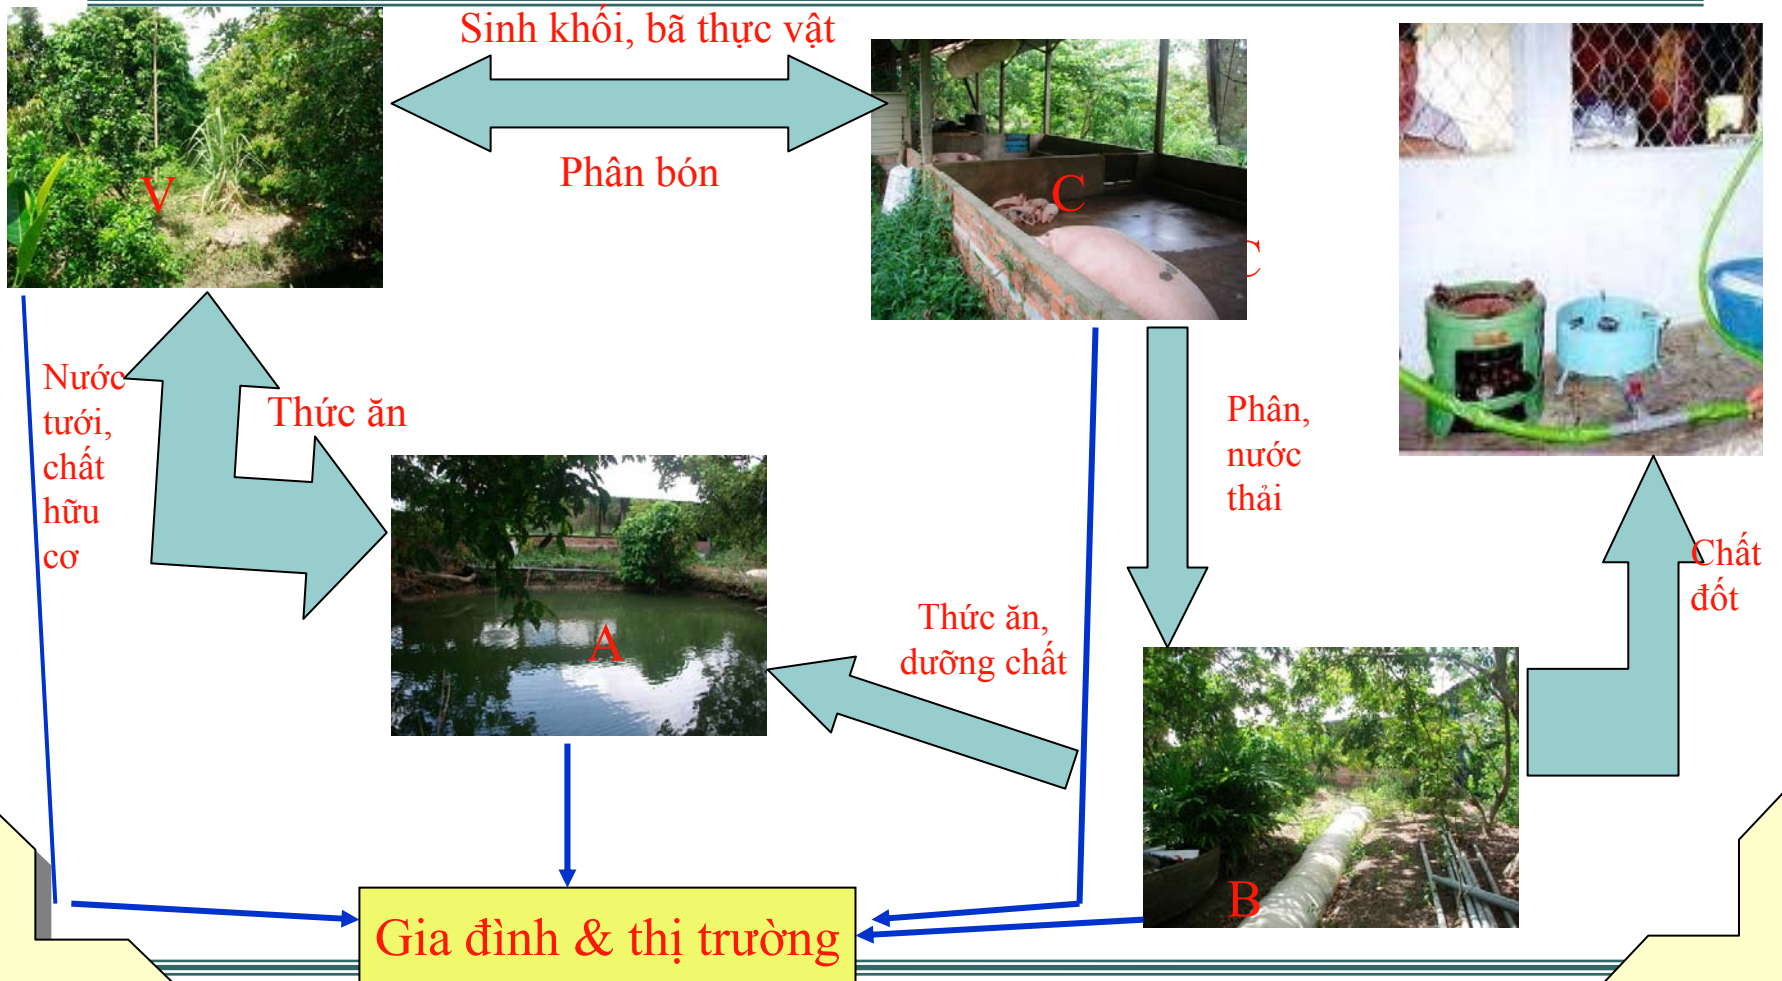 Sinh khối, bã thực vật
Phân bón
V
C
C
Nước
tưới,
chất
hữu
cơ
Thức ăn
Phân,
nước
thải
Chất
đốt
Thức ăn,
dưỡng chất
A
B
Gia đình & thị trường